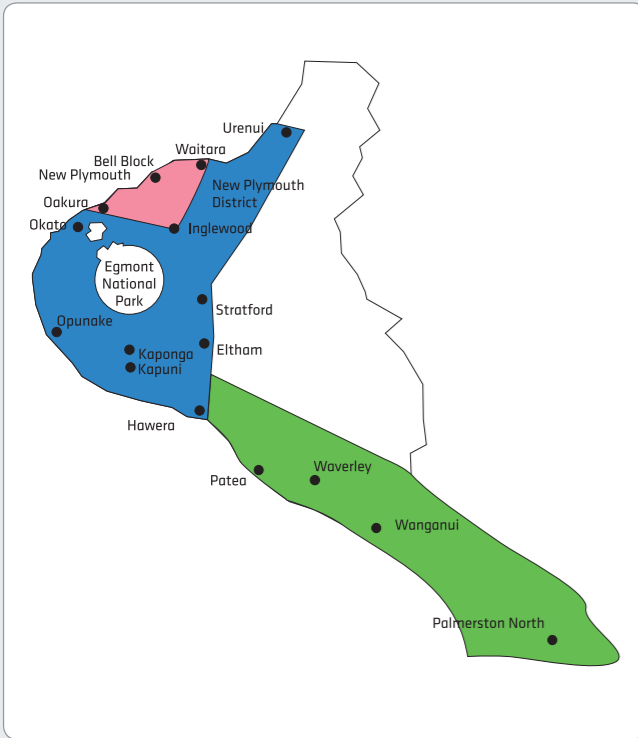 Urenui
Waitara
Bell Block
New Plymouth
New Plymouth
District
Oakura
Okato
Inglewood
Egmont
National
Park
Stratford
Opunake
Eltham
Kaponga
Kapuni
Hawera
Waverley
Patea
Wanganui
Palmerston North